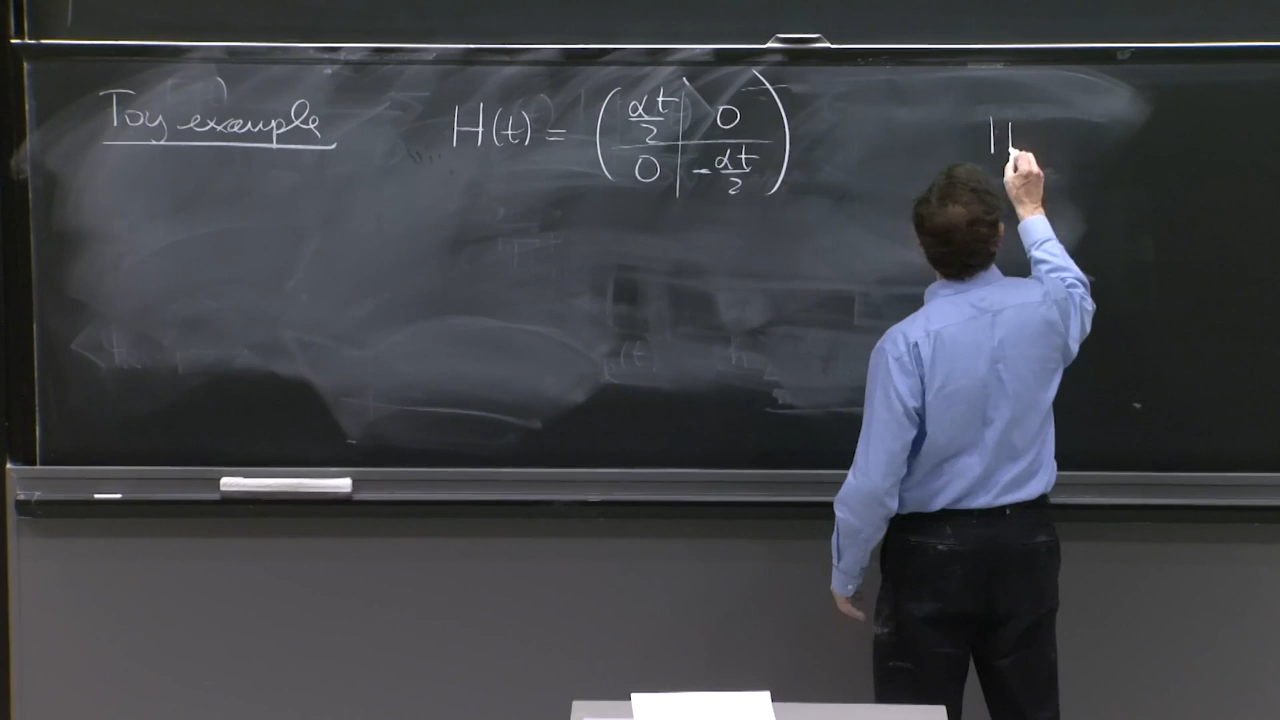 Toy example
H(t) = ( αt/2 | 0 )
( 0 | -αt/2 )